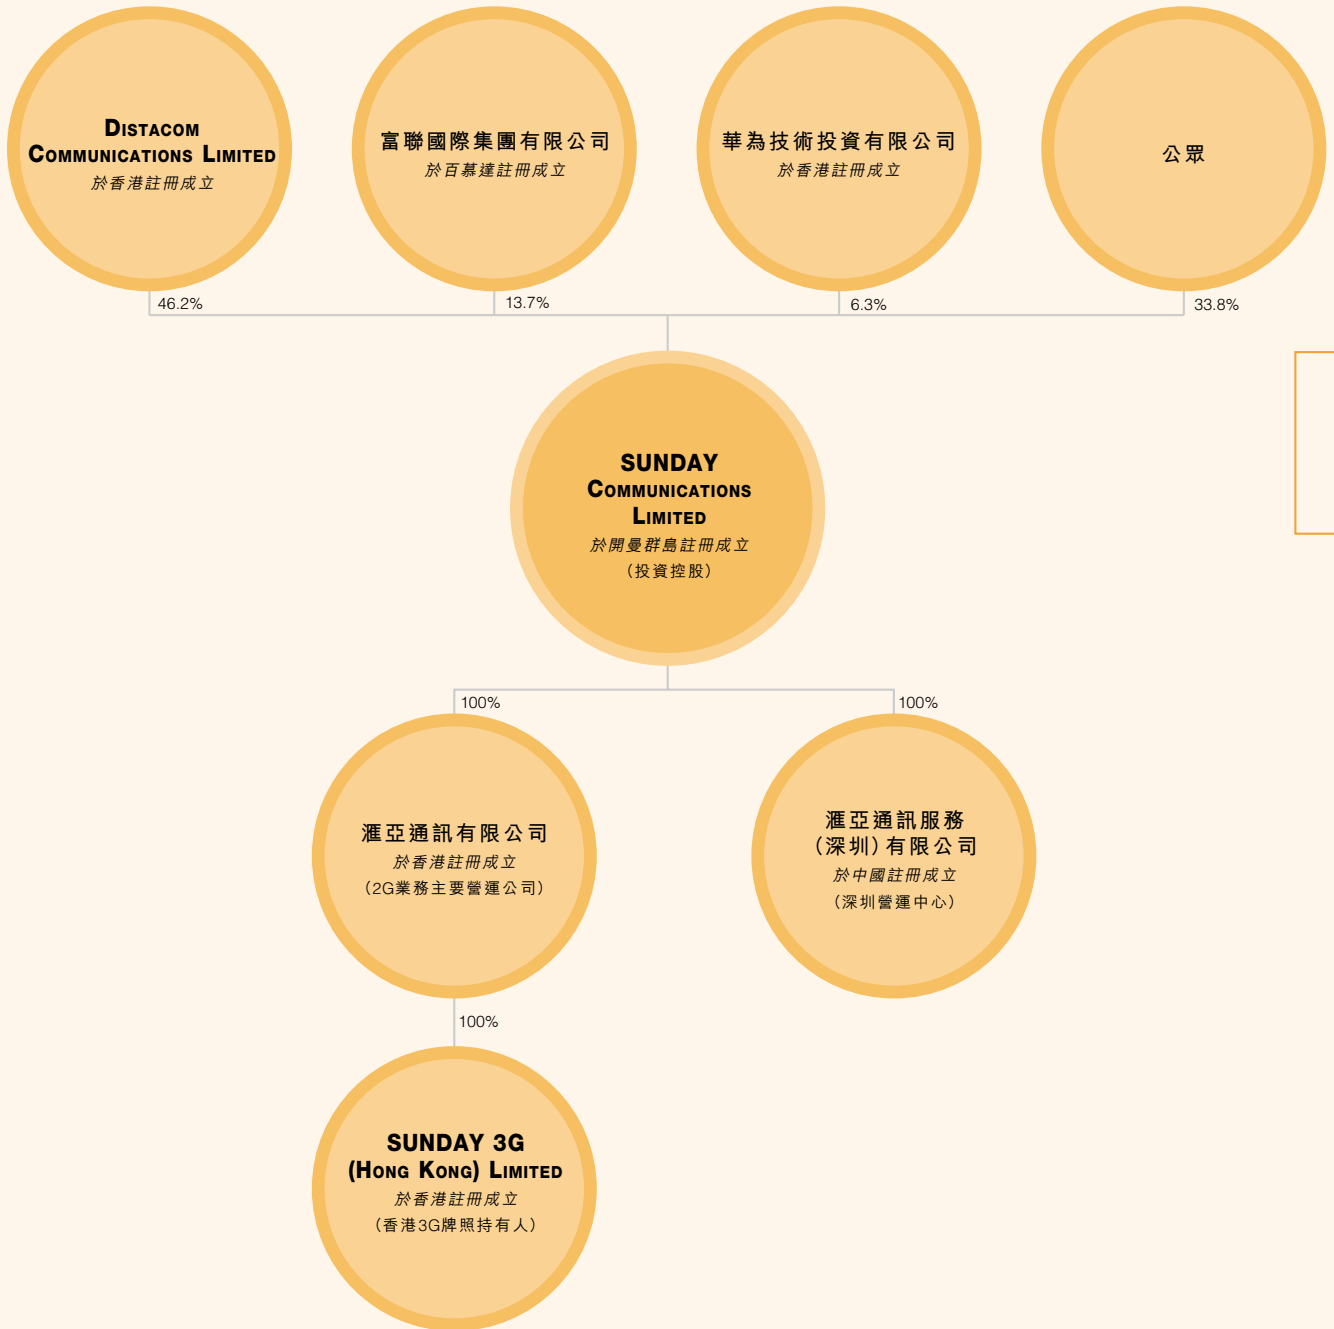 DISTACOM
COMMUNICATIONS LIMITED
於香港註冊成立
富聯國際集團有限公司
於百慕達註冊成立
華為技術投資有限公司
於香港註冊成立
公眾
46.2%
13.7%
6.3%
33.8%
SUNDAY
COMMUNICATIONS
LIMITED
於開曼群島註冊成立
（投資控股）
100%
100%
滙亞通訊有限公司
於香港註冊成立
（2G業務主要營運公司）
滙亞通訊服務
（深圳）有限公司
於中國註冊成立
（深圳營運中心）
100%
SUNDAY 3G
(HONG KONG) LIMITED
於香港註冊成立
（香港3G牌照持有人）